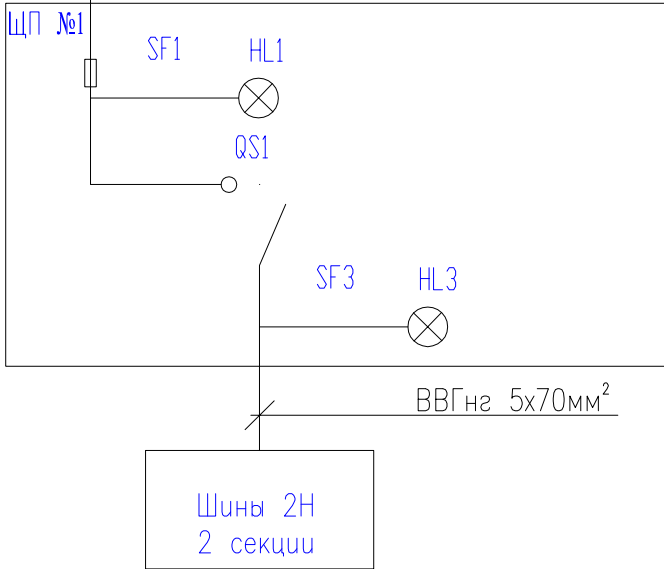 ЩП №1
SF1
HL1
QS1
SF3
HL3
ВВГнг 5х70мм²
Шины 2Н
2 секции